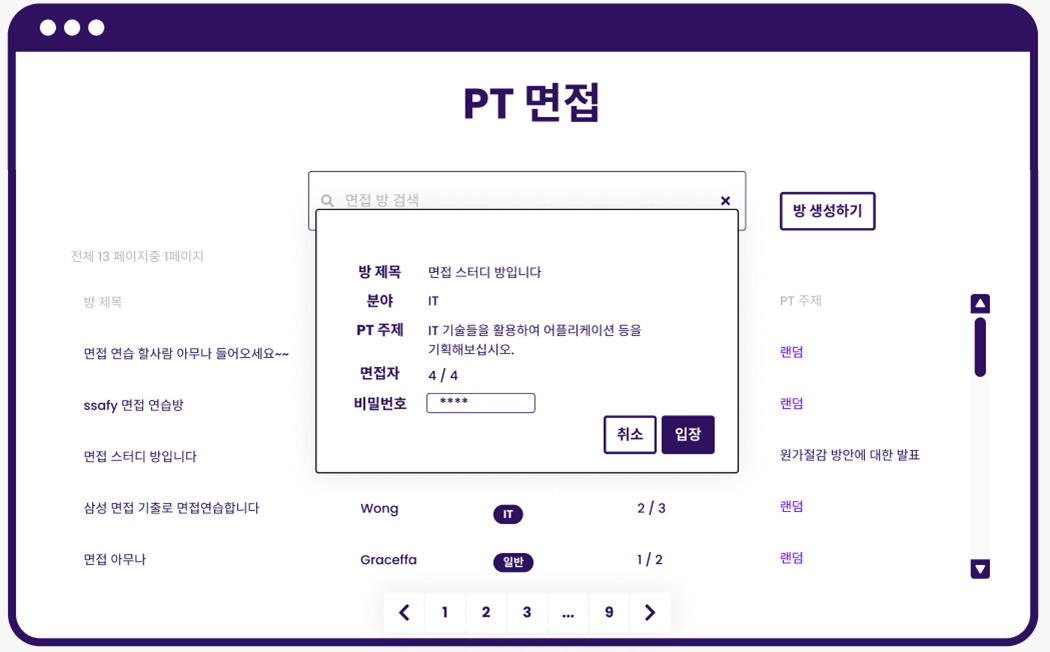 PT 면접
면접 방 검색
방 생성하기
전체 13 페이지중 1페이지
방 제목
PT 주제
방 제목 면접 스터디 방입니다
분야 IT
PT 주제 IT 기술들을 활용하여 어플리케이션 등을
기획해보십시오.
면접자 4 / 4
비밀번호 ****
취소 입장
면접 연습 할사람 아무나 들어오세요~~ 랜덤
ssafy 면접 연습방 랜덤
면접 스터디 방입니다 원가절감 방안에 대한 발표
삼성 면접 기출로 면접연습합니다 Wong IT 2 / 3 랜덤
면접 아무나 Graceffa 일반 1 / 2 랜덤
1 2 3 ... 9